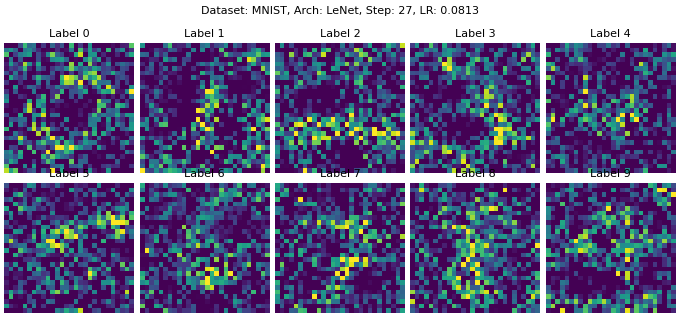 Dataset: MNIST, Arch: LeNet, Step: 27, LR: 0.0813
Label 0 Label 1 Label 2 Label 3 Label 4
Label 5 Label 6 Label 7 Label 8 Label 9